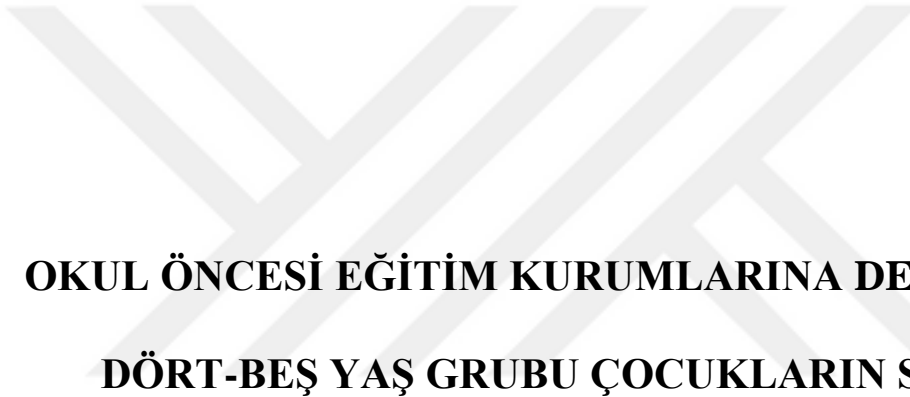 OKUL ÖNCESİ EĞİTİM KURUMLARINA
DÖRT-BEŞ YAŞ GRUBU ÇOCUKLARIN